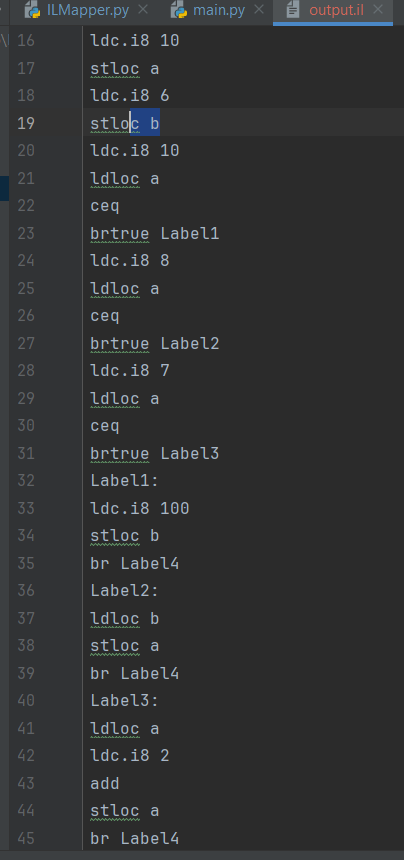 ILMapper.py × main.py × output.il ×
16 ldc.i8 10
17 stloc a
18 ldc.i8 6
19 stloc b
20 ldc.i8 10
21 ldloc a
22 ceq
23 brtrue Label1
24 ldc.i8 8
25 ldloc a
26 ceq
27 brtrue Label2
28 ldc.i8 7
29 ldloc a
30 ceq
31 brtrue Label3
32 Label1:
33 ldc.i8 100
34 stloc b
35 br Label4
36 Label2:
37 ldloc b
38 stloc a
39 br Label4
40 Label3:
41 ldloc a
42 ldc.i8 2
43 add
44 stloc a
45 br Label4